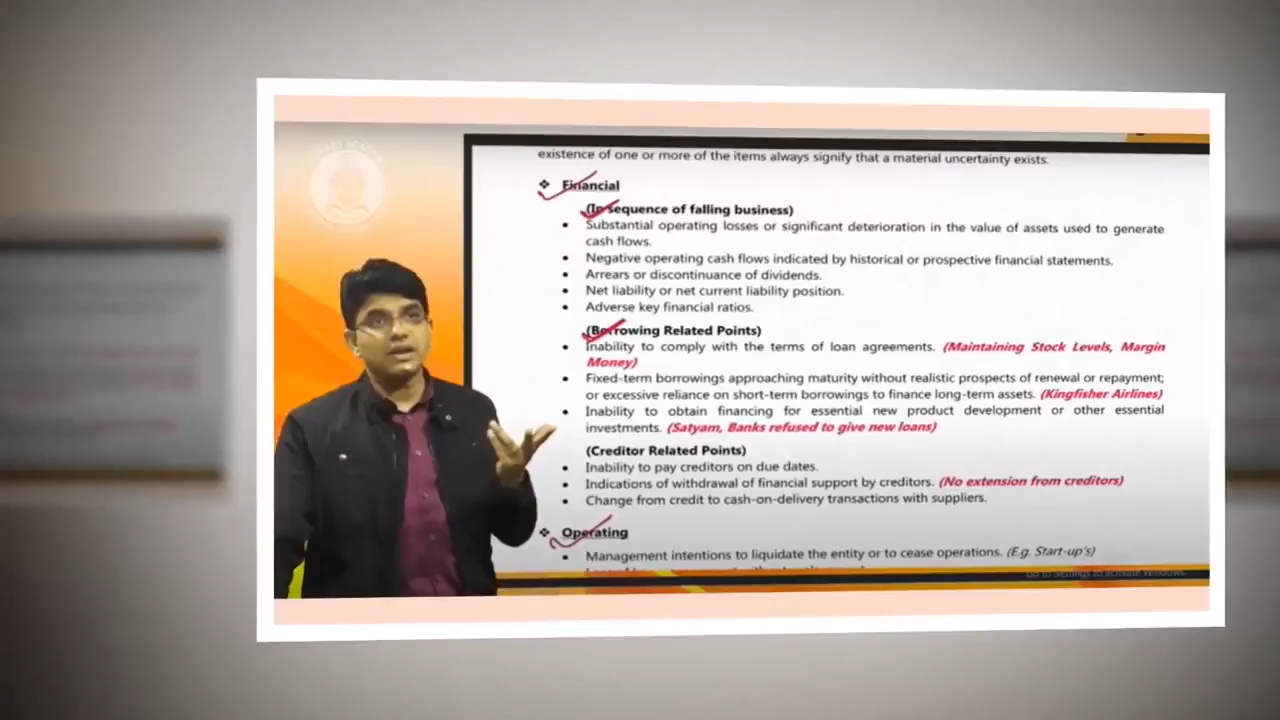 existence of one or more of the items always signify that a material uncertainty exists.
❖ Financial
(In sequence of falling business)
• Substantial operating losses or significant deterioration in the value of assets used to generate
cash flows.
• Negative operating cash flows indicated by historical or prospective financial statements.
• Arrears or discontinuance of dividends.
• Net liability or net current liability position.
• Adverse key financial ratios.
(Borrowing Related Points)
• Inability to comply with the terms of loan agreements. (Maintaining Stock Levels, Margin
Money)
• Fixed-term borrowings approaching maturity without realistic prospects of renewal or repayment;
or excessive reliance on short-term borrowings to finance long-term assets. (Kingfisher Airlines)
• Inability to obtain financing for essential new product development or other essential
investments. (Satyam, Banks refused to give new loans)
(Creditor Related Points)
• Inability to pay creditors on due dates.
• Indications of withdrawal of financial support by creditors. (No extension from creditors)
• Change from credit to cash-on-delivery transactions with suppliers.
❖ Operating
• Management intentions to liquidate the entity or to cease operations. (E.g. Start-up's)
Go to Settings to activate Windows.